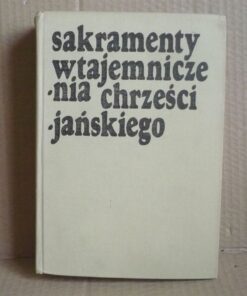 sakramenty
wtajemnicze
-nia chrześci
-jańskiego